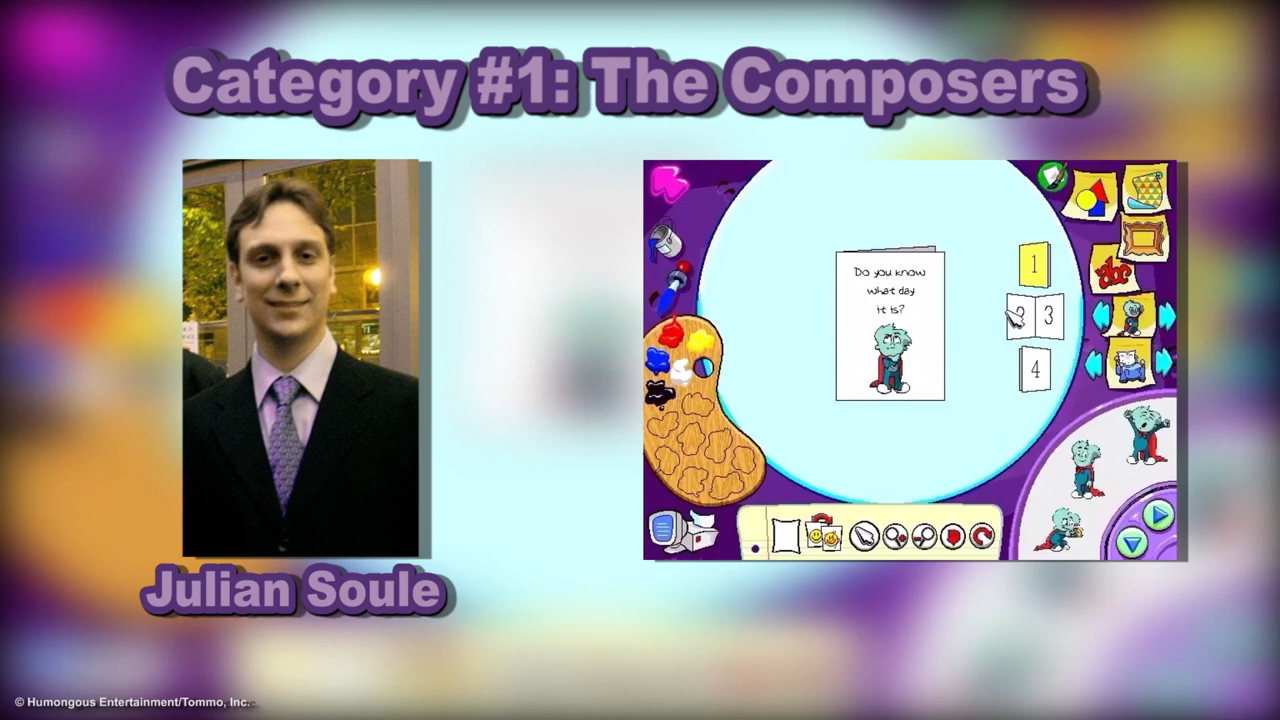 Category #1: The Composers
Do you know
what day
it is?
1
3
4
abc
Julian Soule
© Humongous Entertainment/Tommo, Inc.